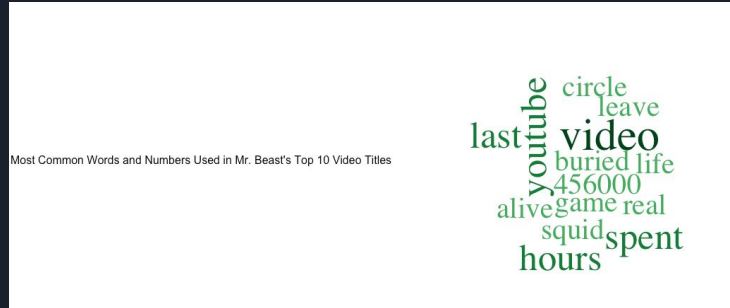 Most Common Words and Numbers Used in Mr. Beast's Top 10 Video Titles
circle
leave
youtube
last
video
buried
life
456000
alive
game
real
squid
spent
hours